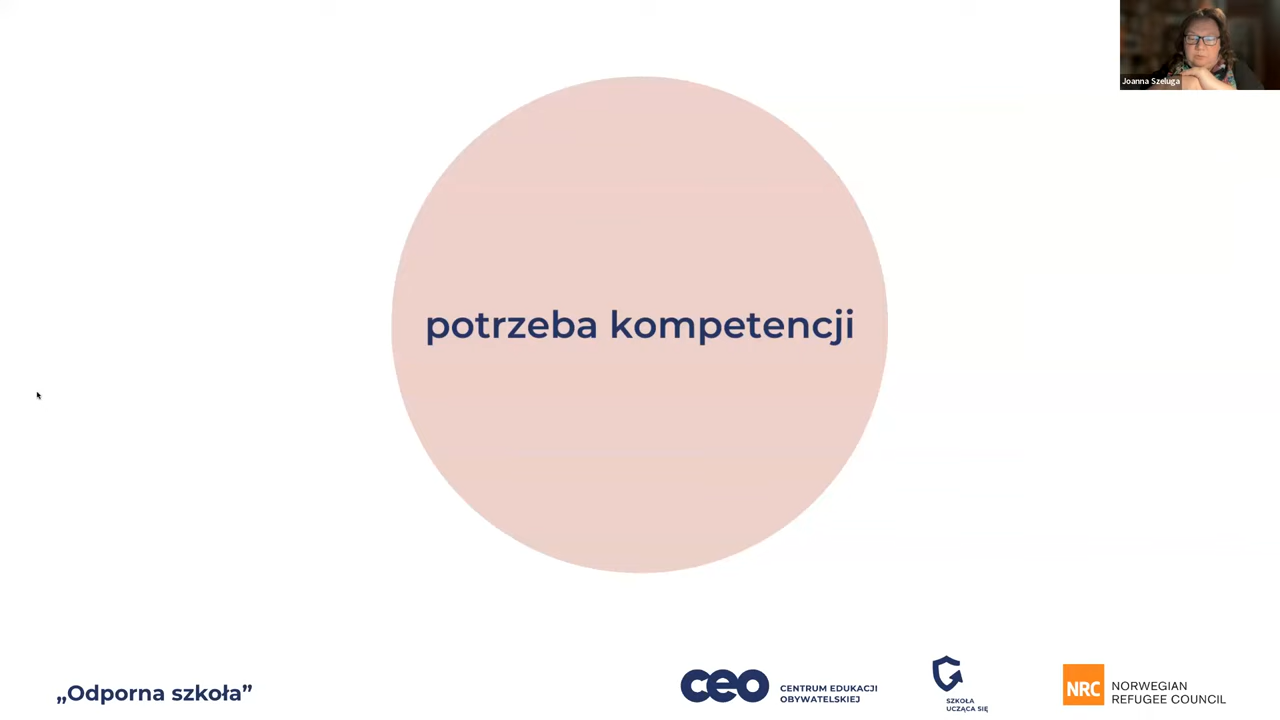 Joanna Szeluga
potrzeba kompetencji
„Odporna szkoła”
ceo
CENTRUM EDUKACJI
OBYWATELSKIEJ
SZKOŁA
UCZĄCA SIĘ
NRC
NORWEGIAN
REFUGEE COUNCIL